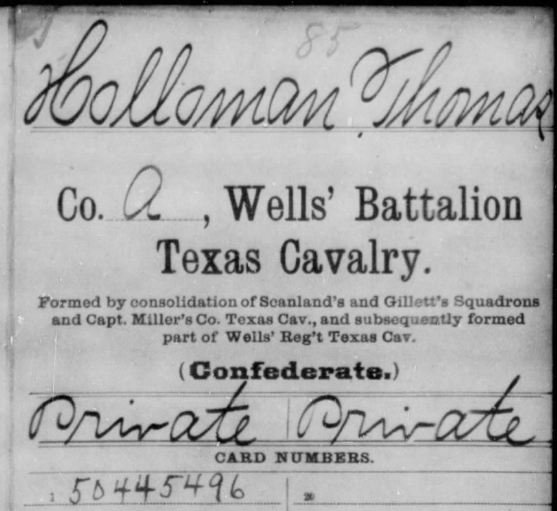 85
Holloman, Thomas
Co. A, Wells' Battalion
Texas Cavalry.
Formed by consolidation of Scanland's and Gillett's Squadrons
and Capt. Miller's Co. Texas Cav., and subsequently formed
part of Wells' Reg't Texas Cav.
(Confederate.)
Private Private
CARD NUMBERS.
1 50445496 20